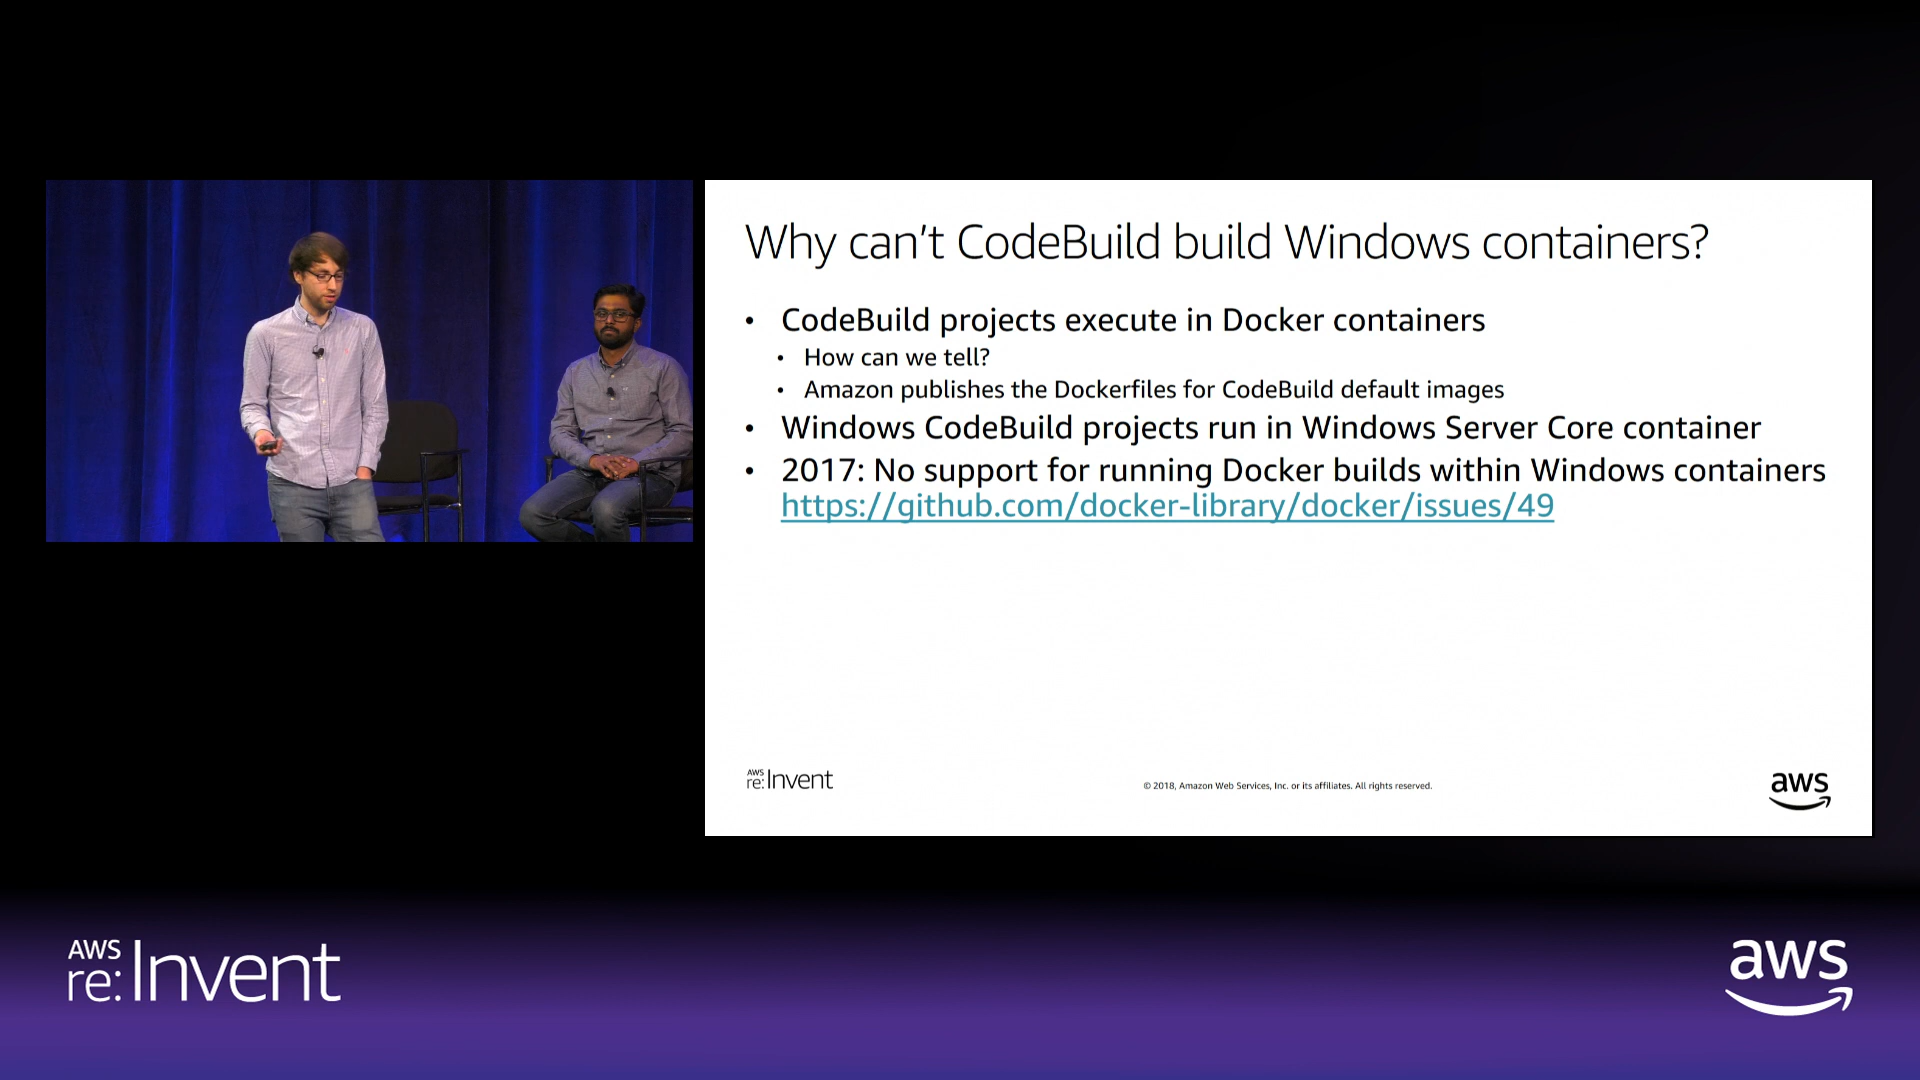 Why can't CodeBuild build Windows containers?
• CodeBuild projects execute in Docker containers
• How can we tell?
• Amazon publishes the Dockerfiles for CodeBuild default images
• Windows CodeBuild projects run in Windows Server Core container
• 2017: No support for running Docker builds within Windows containers
https://github.com/docker-library/docker/issues/49
AWS
re:Invent
© 2018, Amazon Web Services, Inc. or its affiliates. All rights reserved.
aws
AWS
re:Invent
aws